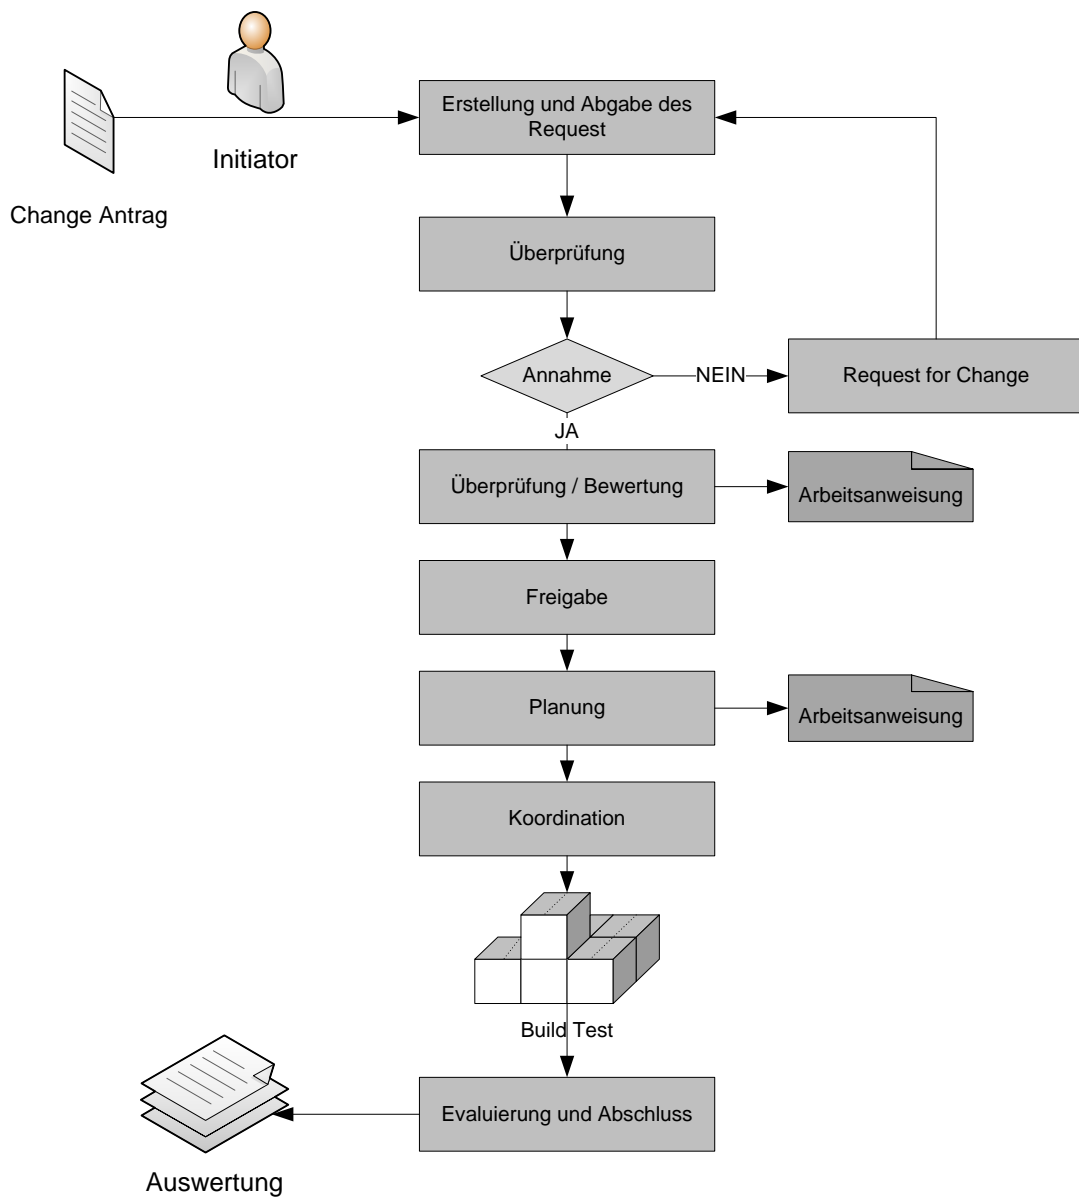 Erstellung und Abgabe des
Request
Initiator
Change Antrag
Überprüfung
Annahme
NEIN
Request for Change
JA
Überprüfung / Bewertung
Arbeitsanweisung
Freigabe
Planung
Arbeitsanweisung
Koordination
Build Test
Evaluierung und Abschluss
Auswertung